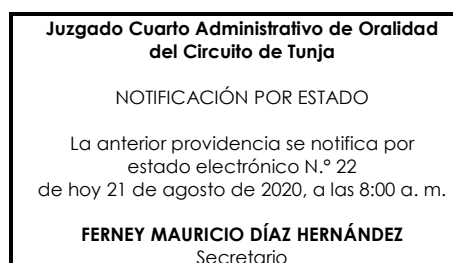 Juzgado Cuarto Administrativo de Oralidad
del Circuito de Tunja
NOTIFICACIÓN POR ESTADO
La anterior providencia se notifica por
estado electrónico N.° 22
de hoy 21 de agosto de 2020, a las 8:00 a. m.
FERNEY MAURICIO DÍAZ HERNÁNDEZ
Secretario